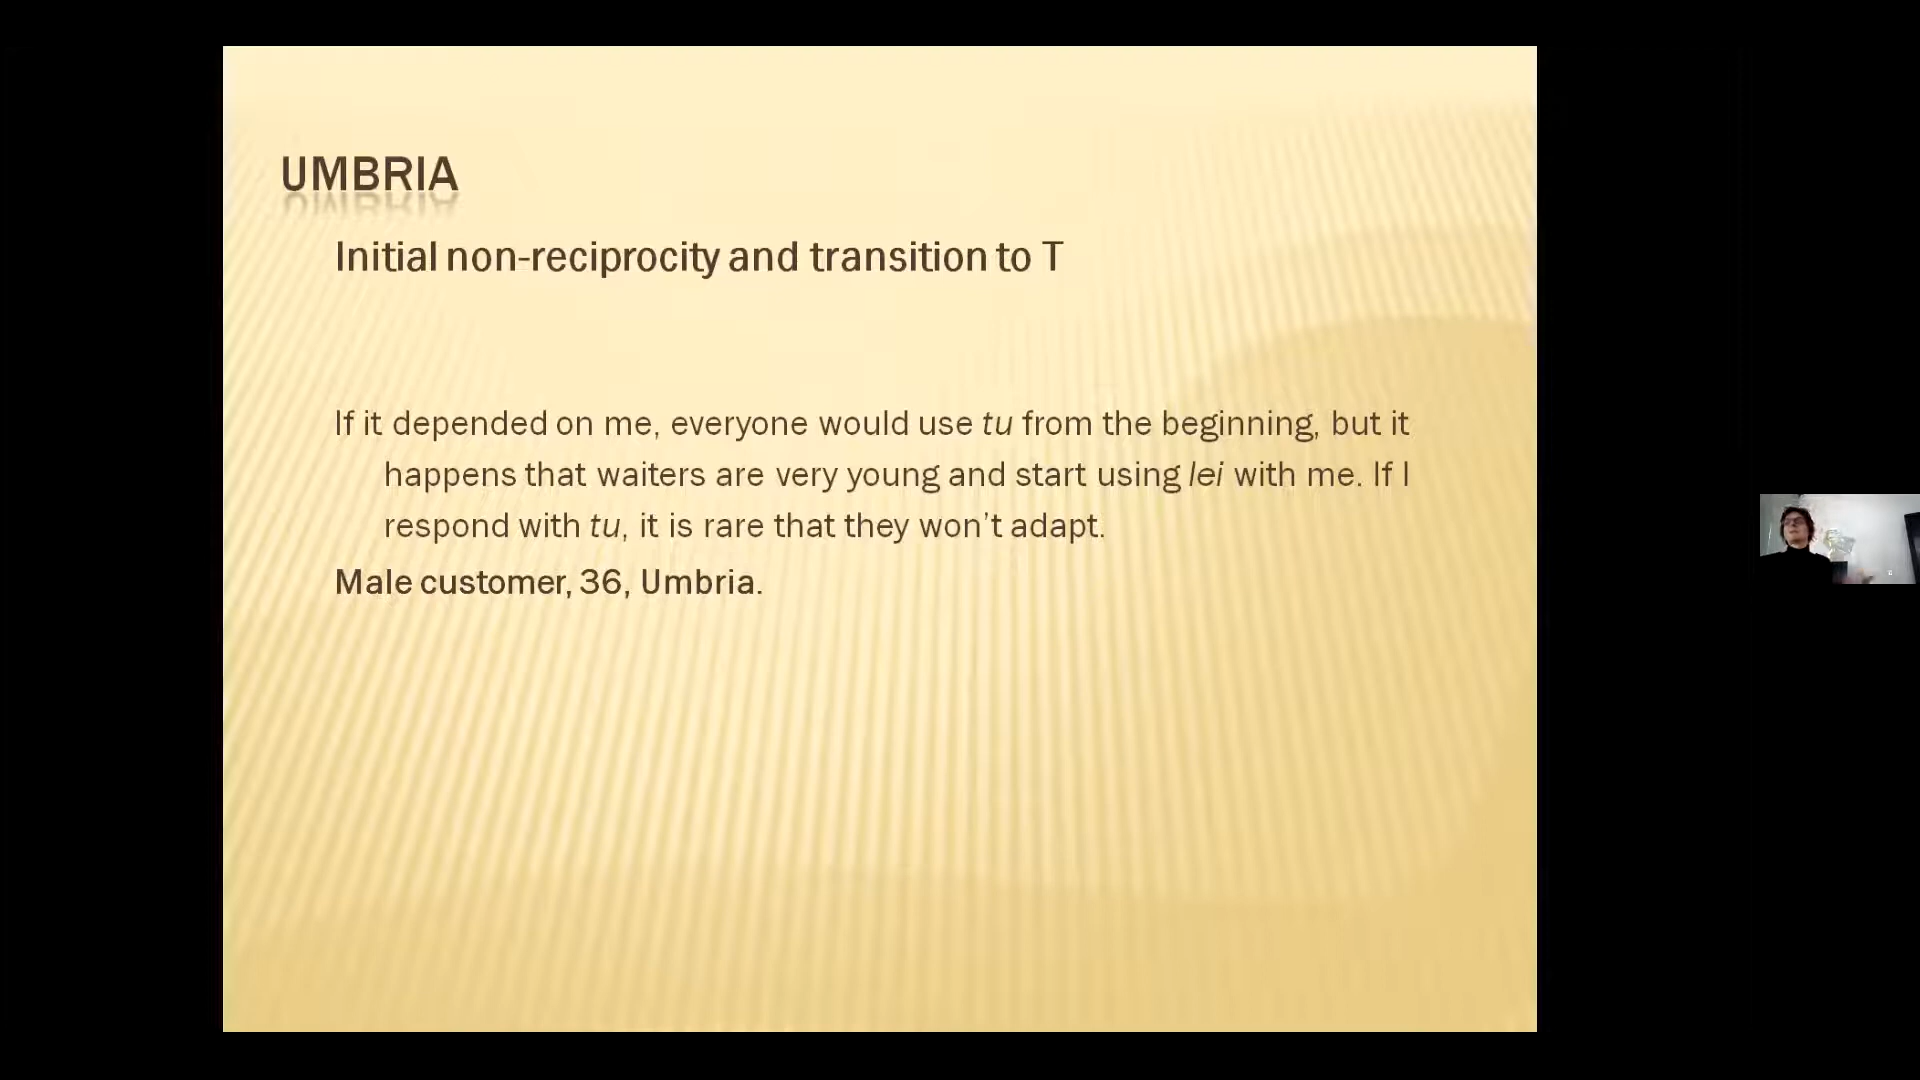 UMBRIA
Initial non-reciprocity and transition to T
If it depended on me, everyone would use tu from the beginning, but it
happens that waiters are very young and start using lei with me. If I
respond with tu, it is rare that they won’t adapt.
Male customer, 36, Umbria.